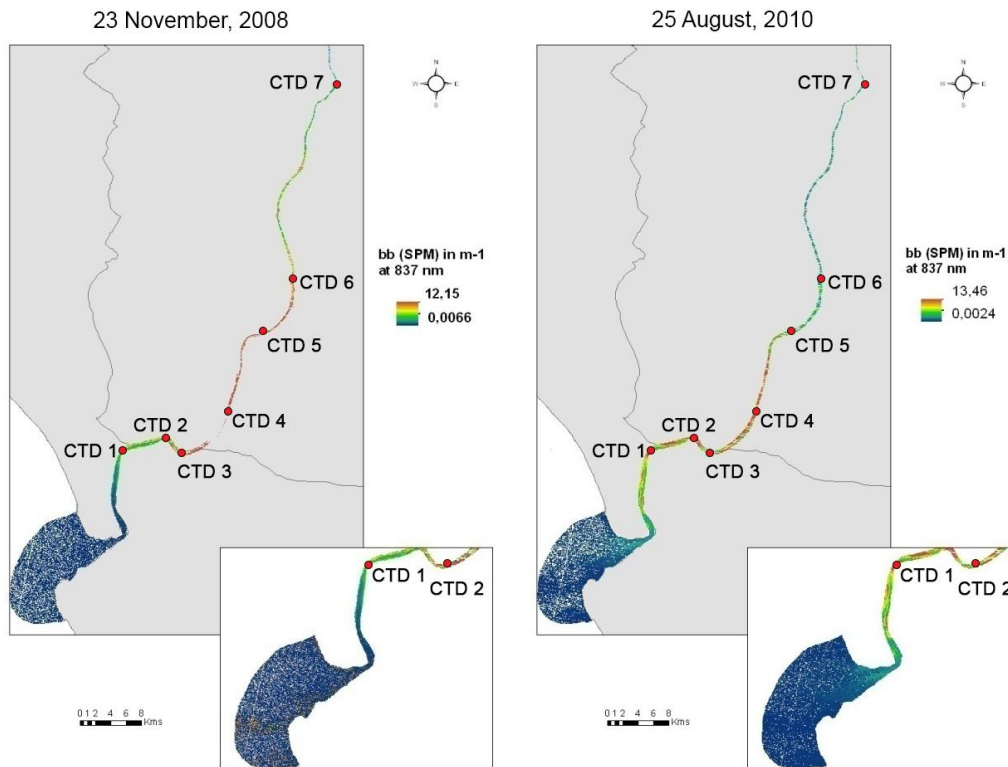 23 November, 2008
CTD 7
N
W E
S
bb (SPM) in m-1
at 837 nm
12,15
0,0066
CTD 6
CTD 5
CTD 4
CTD 2
CTD 1
CTD 3
CTD 1
CTD 2
0 1 2 4 6 8
Kms
25 August, 2010
CTD 7
N
W E
S
bb (SPM) in m-1
at 837 nm
13,46
0,0024
CTD 6
CTD 5
CTD 4
CTD 2
CTD 1
CTD 3
CTD 1
CTD 2
0 1 2 4 6 8
Kms